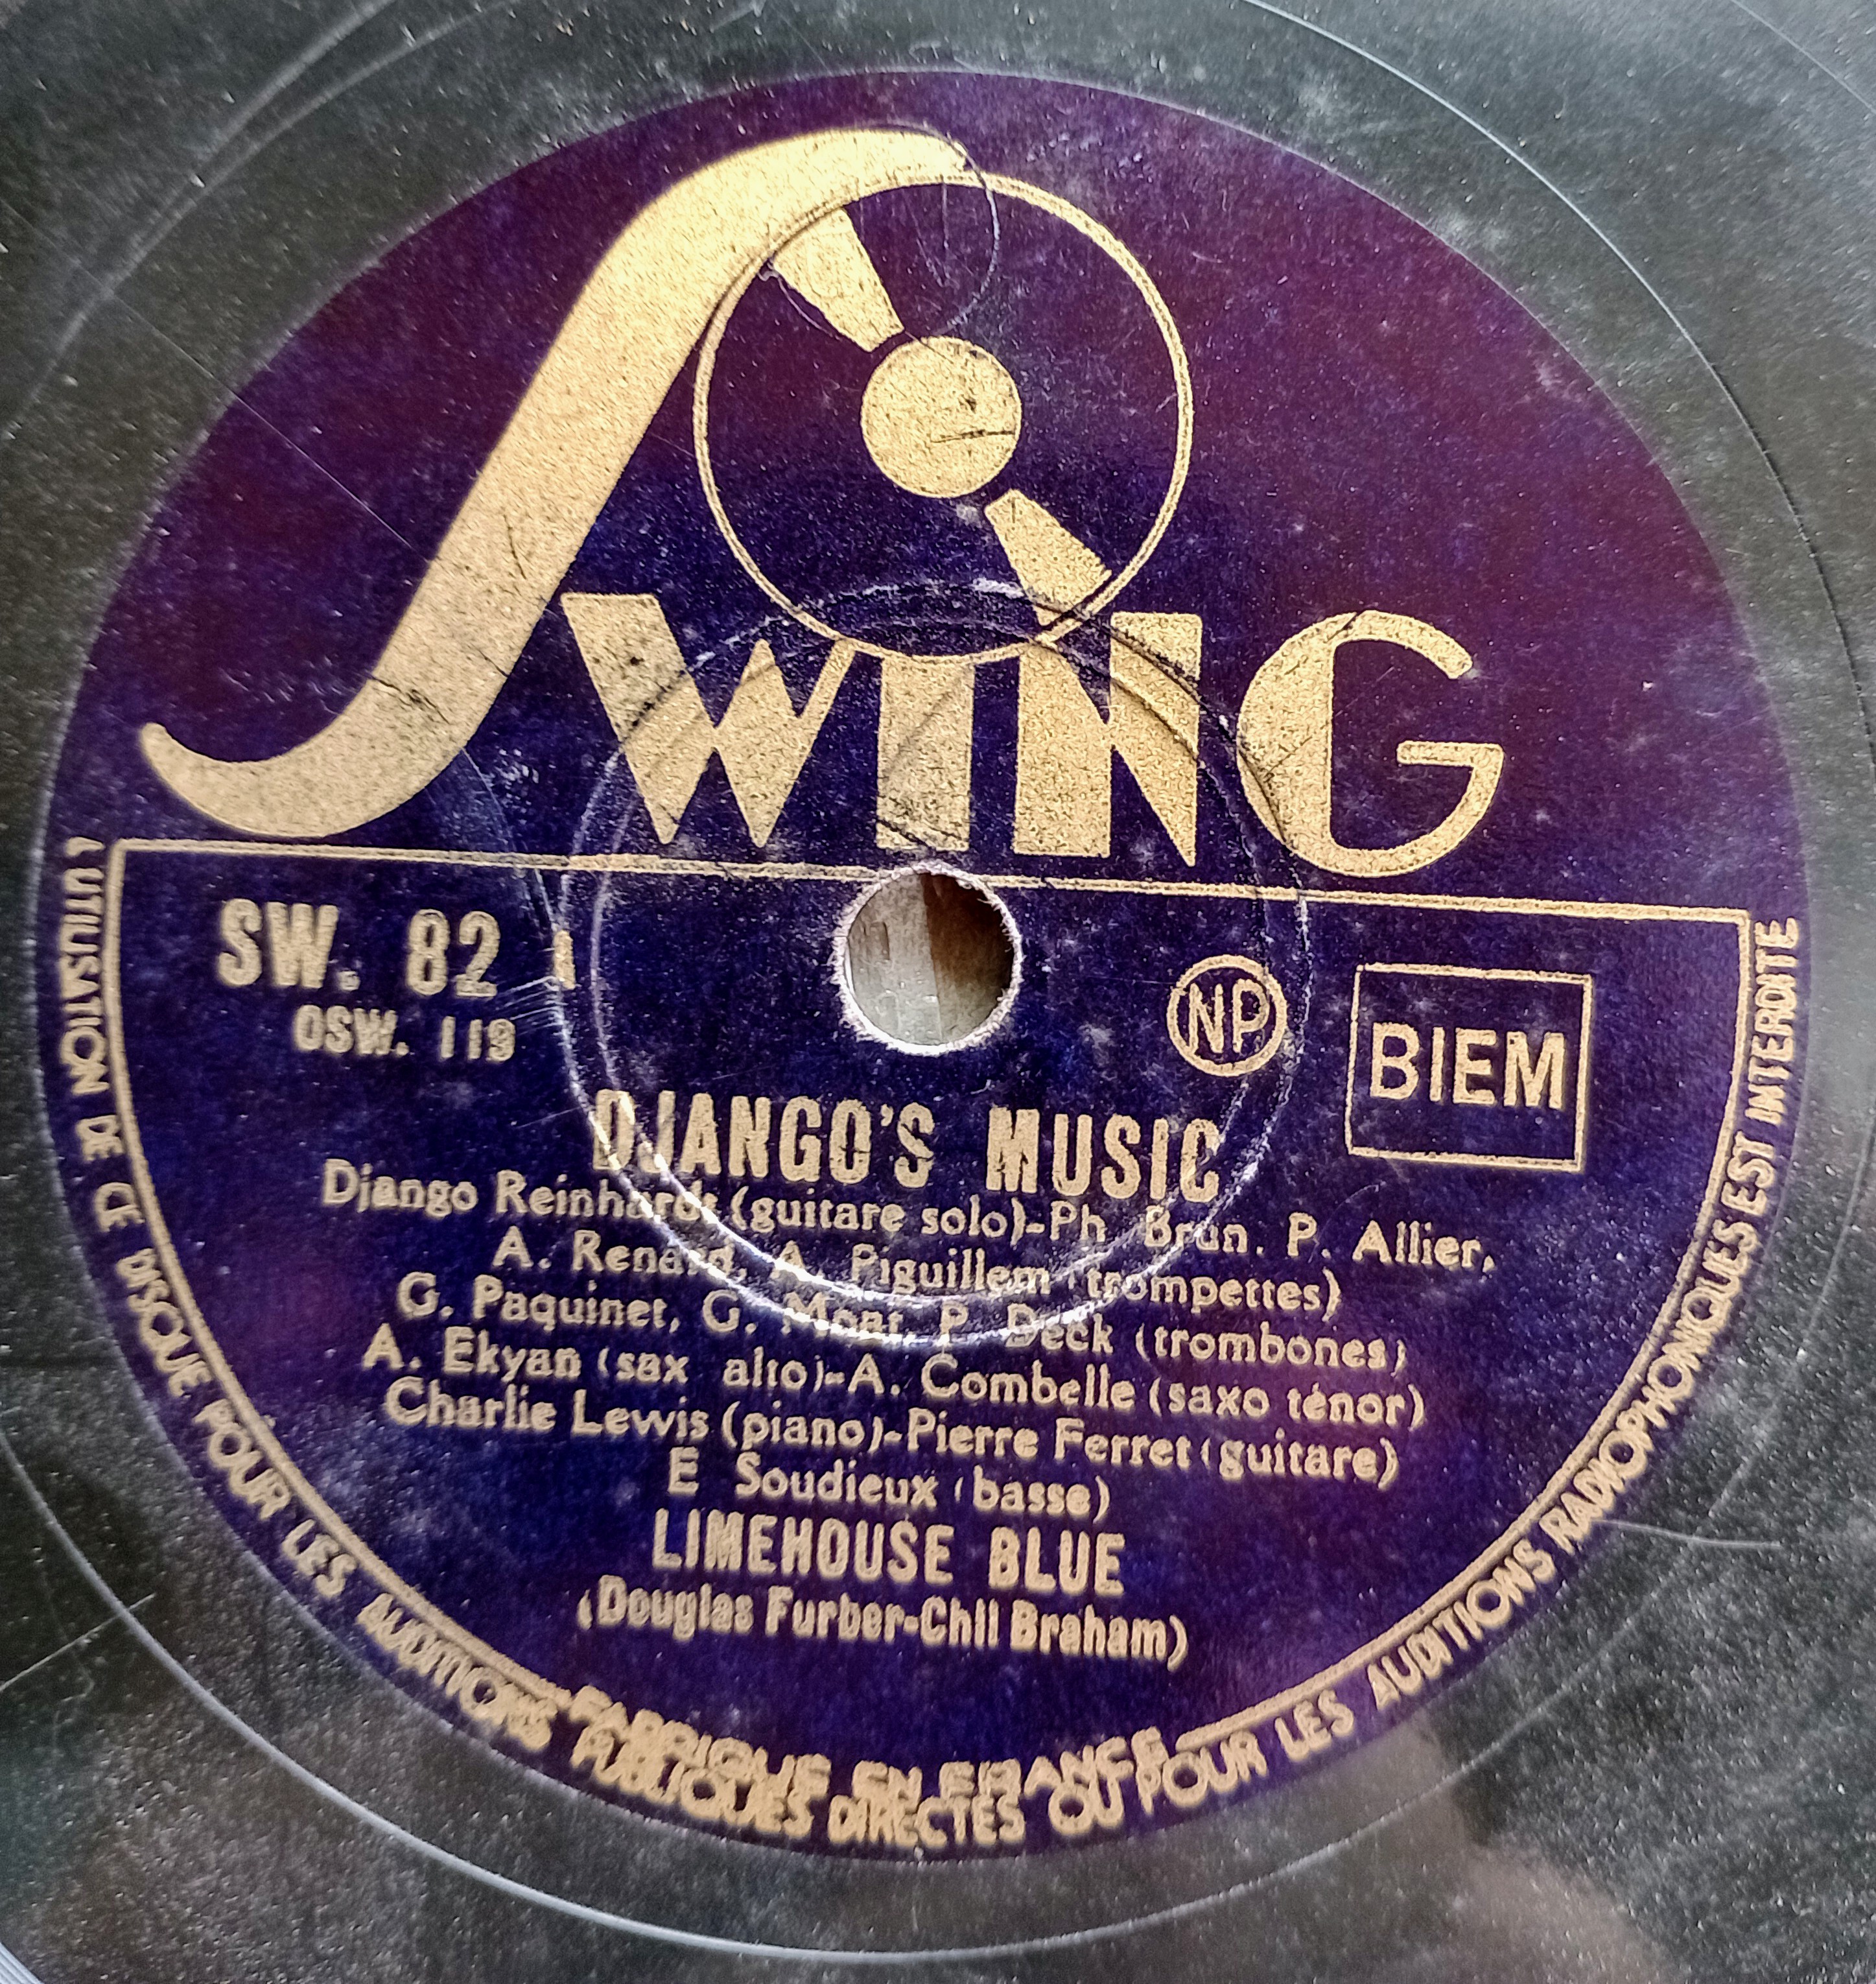 SWING
SW. 82
OSW. 119
NP
BIEM
DJANGO'S MUSIC
Django Reinhardt (guitare solo)-Ph. Brun. P. Allier,
A. Renard, A. Piguillem (trompettes)
G. Paquinet, G. Mont, P. Deck (trombones)
A. Ekyan (sax alto)-A. Combelle (saxo ténor)
Charlie Lewis (piano)-Pierre Ferret (guitare)
E Soudieux (basse)
LIMEHOUSE BLUE
(Douglas Furber-Chil Braham)
FABRIQUÉ EN FRANCE
L'UTILISATION DE CE DISQUE POUR LES AUDITIONS PUBLIQUES DIRECTES OU POUR LES AUDITIONS RADIOPHONIQUES EST INTERDITE